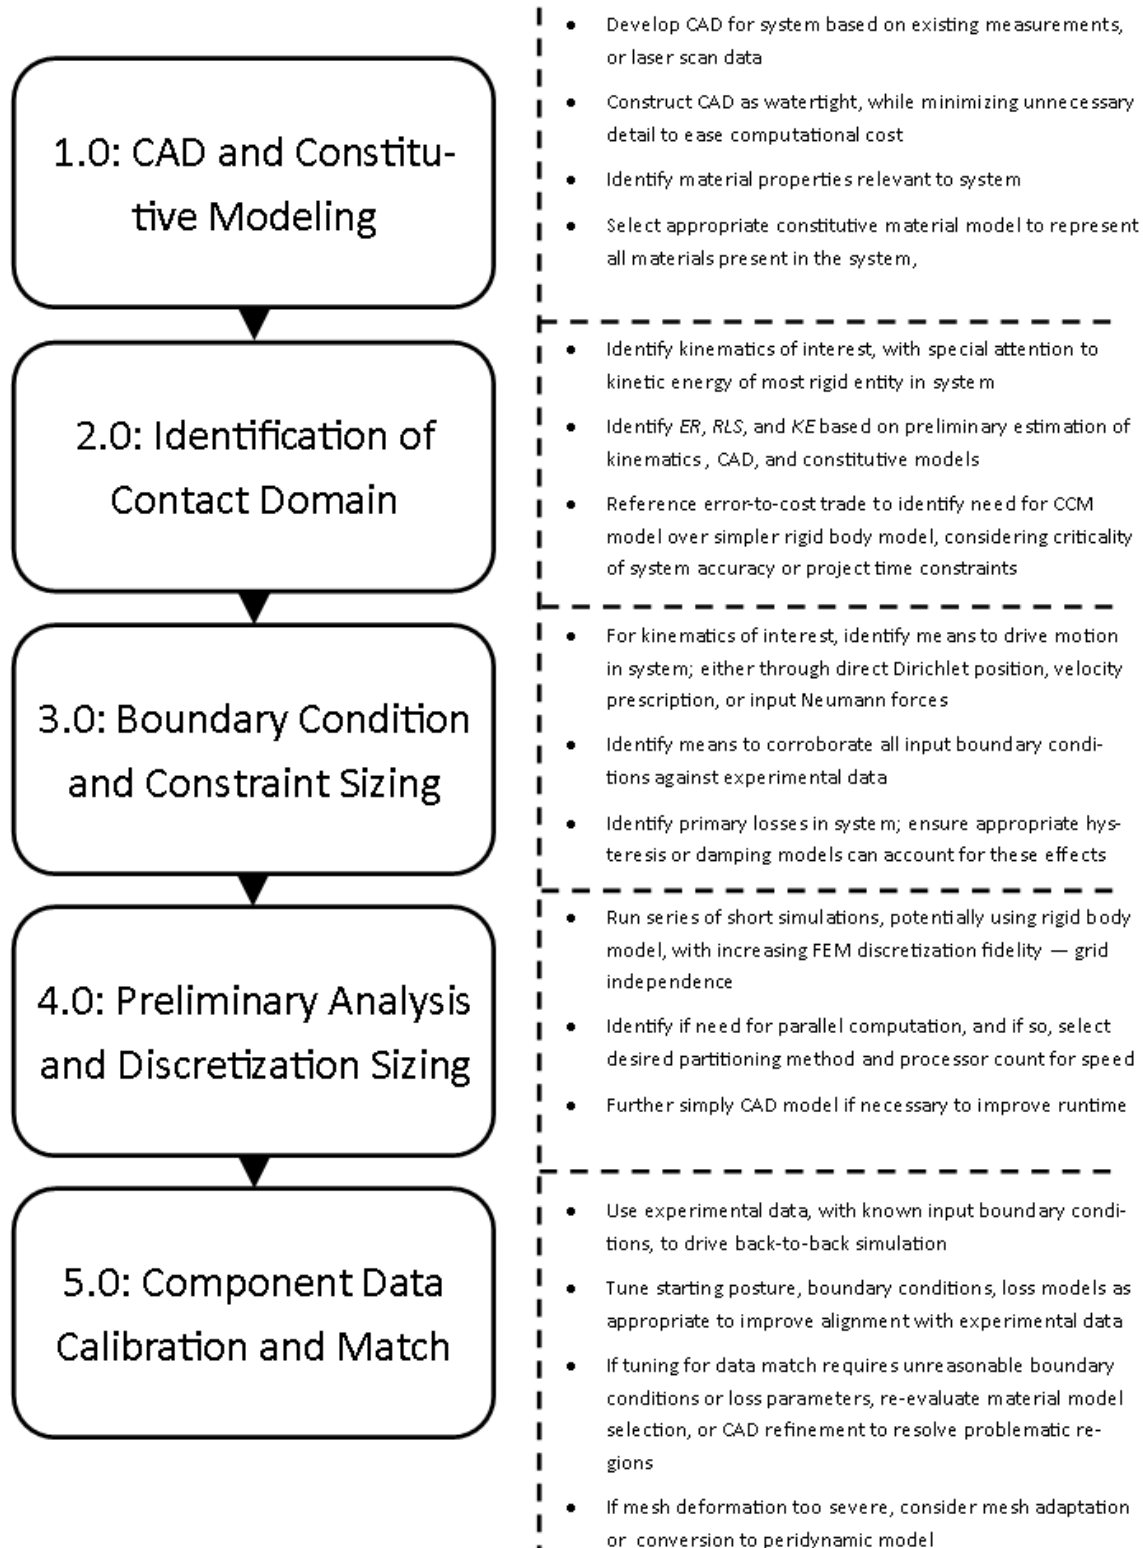 1.0: CAD and Constitu-
tive Modeling
Develop CAD for system based on existing measurements,
or laser scan data
Construct CAD as watertight, while minimizing unnecessary
detail to ease computational cost
Identify material properties relevant to system
Select appropriate constitutive material model to represent
all materials present in the system,
2.0: Identification of
Contact Domain
Identify kinematics of interest, with special attention to
kinetic energy of most rigid entity in system
Identify ER, RLS, and KE based on preliminary estimation of
kinematics , CAD, and constitutive models
Reference error-to-cost trade to identify need for CCM
model over simpler rigid body model, considering criticality
of system accuracy or project time constraints
3.0: Boundary Condition
and Constraint Sizing
For kinematics of interest, identify means to drive motion
in system; either through direct Dirichlet position, velocity
prescription, or input Neumann forces
Identify means to corroborate all input boundary condi-
tions against experimental data
Identify primary losses in system; ensure appropriate hys-
teresis or damping models can account for these effects
4.0: Preliminary Analysis
and Discretization Sizing
Run series of short simulations, potentially using rigid body
model, with increasing FEM discretization fidelity — grid
independence
Identify if need for parallel computation, and if so, select
desired partitioning method and processor count for speed
Further simply CAD model if necessary to improve runtime
5.0: Component Data
Calibration and Match
Use experimental data, with known input boundary condi-
tions, to drive back-to-back simulation
Tune starting posture, boundary conditions, loss models as
appropriate to improve alignment with experimental data
If tuning for data match requires unreasonable boundary
conditions or loss parameters, re-evaluate material model
selection, or CAD refinement to resolve problematic re-
gions
If mesh deformation too severe, consider mesh adaptation
or conversion to peridynamic model